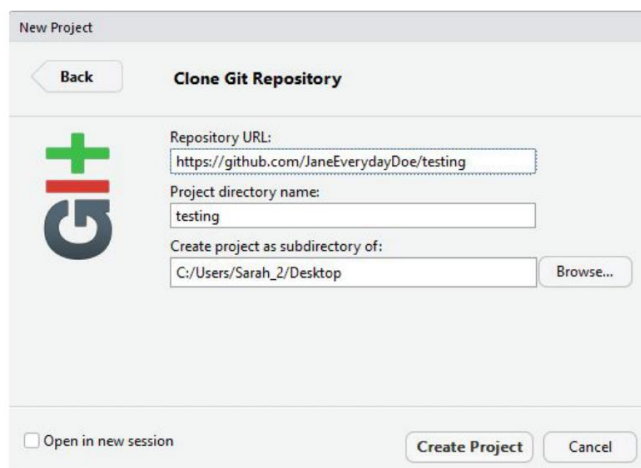 New Project
Back
Clone Git Repository
Repository URL:
https://github.com/JaneEverydayDoe/testing
Project directory name:
testing
Create project as subdirectory of:
C:/Users/Sarah_2/Desktop
Browse...
GIt
Open in new session
Create Project
Cancel